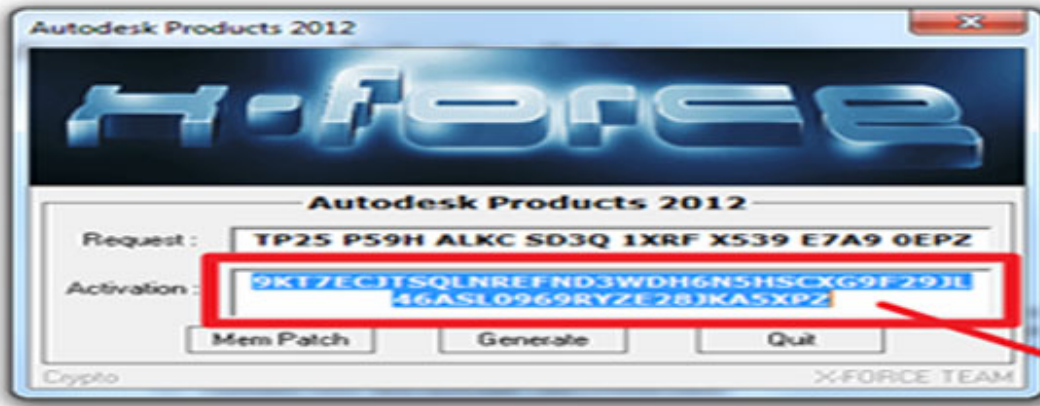 Autodesk Products 2012
X-force
Autodesk Products 2012
Request : TP25 P59H ALKC SD3Q 1XRF X539 E7A9 0EPZ
Activation : 9KT7ECJTSQLNREFND3WDH6N5HSCXG9F29JL
46ASL0969RYZE28JKA5XPZ
Mem Patch Generate Quit
Crypto X-FORCE TEAM